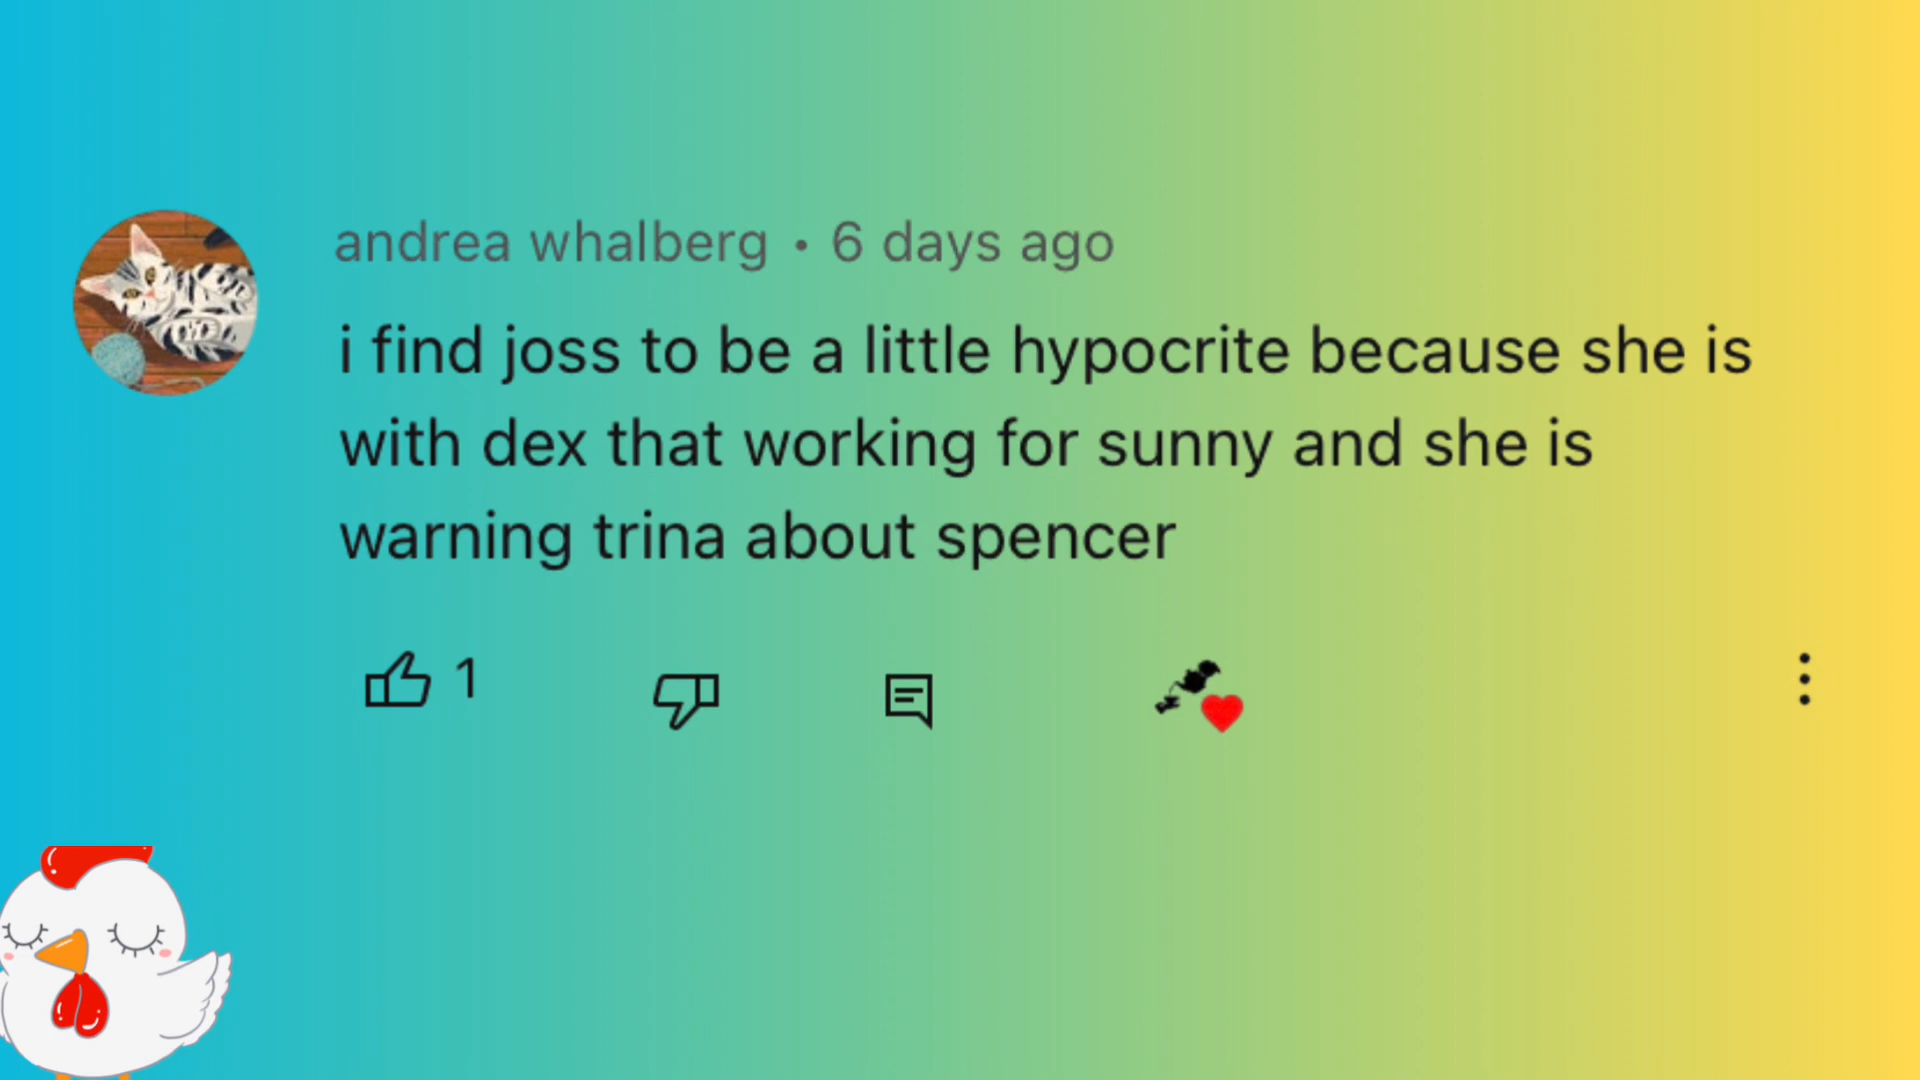 andrea whalberg • 6 days ago
i find joss to be a little hypocrite because she is
with dex that working for sunny and she is
warning trina about spencer
1